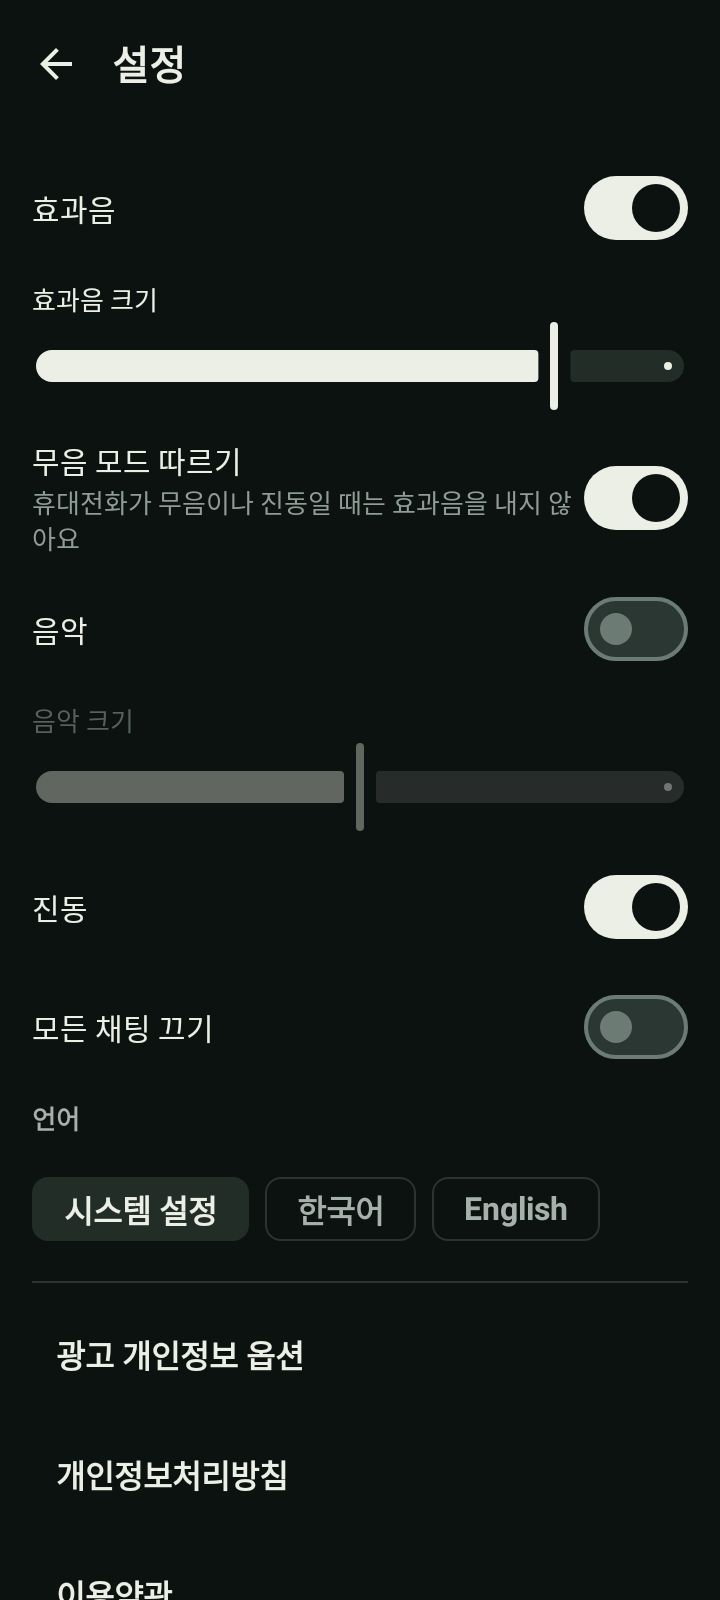 설정
효과음
효과음 크기
무음 모드 따르기
휴대전화가 무음이나 진동일 때는 효과음을 내지 않
아요
음악
음악 크기
진동
모든 채팅 끄기
언어
시스템 설정 한국어 English
광고 개인정보 옵션
개인정보처리방침
이용약관